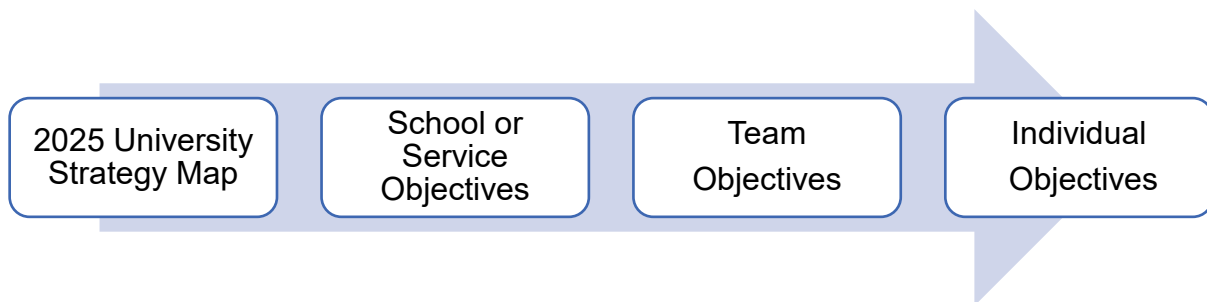 2025 University
Strategy Map
School or
Service
Objectives
Team
Objectives
Individual
Objectives